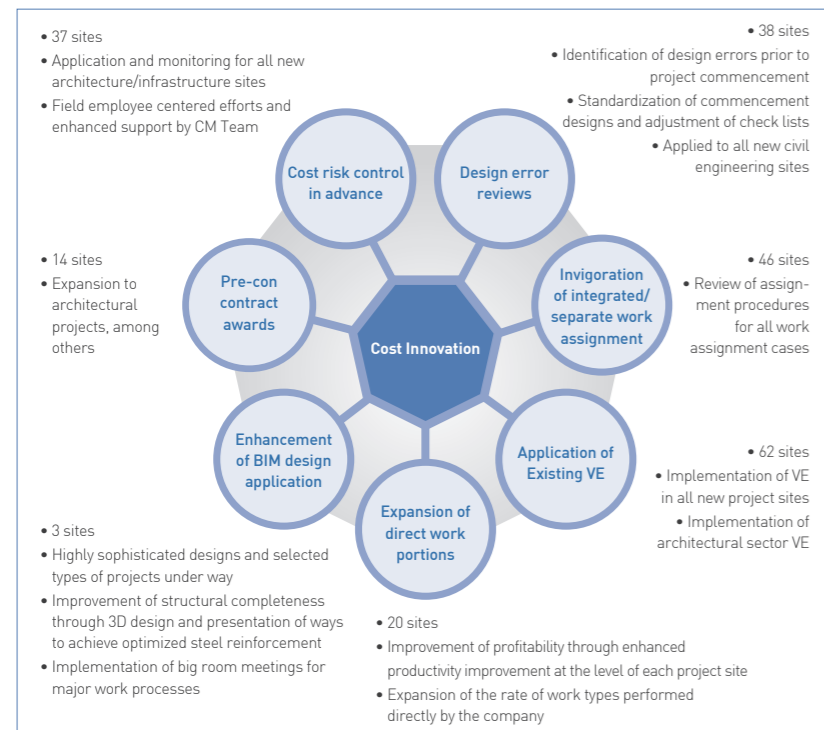 • 37 sites
• Application and monitoring for all new
architecture/infrastructure sites
• Field employee centered efforts and
enhanced support by CM Team
• 38 sites
• Identification of design errors prior to
project commencement
• Standardization of commencement
designs and adjustment of check lists
• Applied to all new civil
engineering sites
Cost risk control
in advance
Design error
reviews
• 14 sites
• Expansion to
architectural
projects, among
others
Pre-con
contract
awards
Invigoration
of integrated/
separate work
assignment
• 46 sites
• Review of assign-
ment procedures
for all work
assignment cases
Cost Innovation
Enhancement
of BIM design
application
Application of
Existing VE
• 62 sites
• Implementation of VE
in all new project sites
• Implementation of
architectural sector VE
Expansion of
direct work
portions
• 3 sites
• Highly sophisticated designs and selected
types of projects under way
• Improvement of structural completeness
through 3D design and presentation of ways
to achieve optimized steel reinforcement
• Implementation of big room meetings for
major work processes
• 20 sites
• Improvement of profitability through enhanced
productivity improvement at the level of each project site
• Expansion of the rate of work types performed
directly by the company